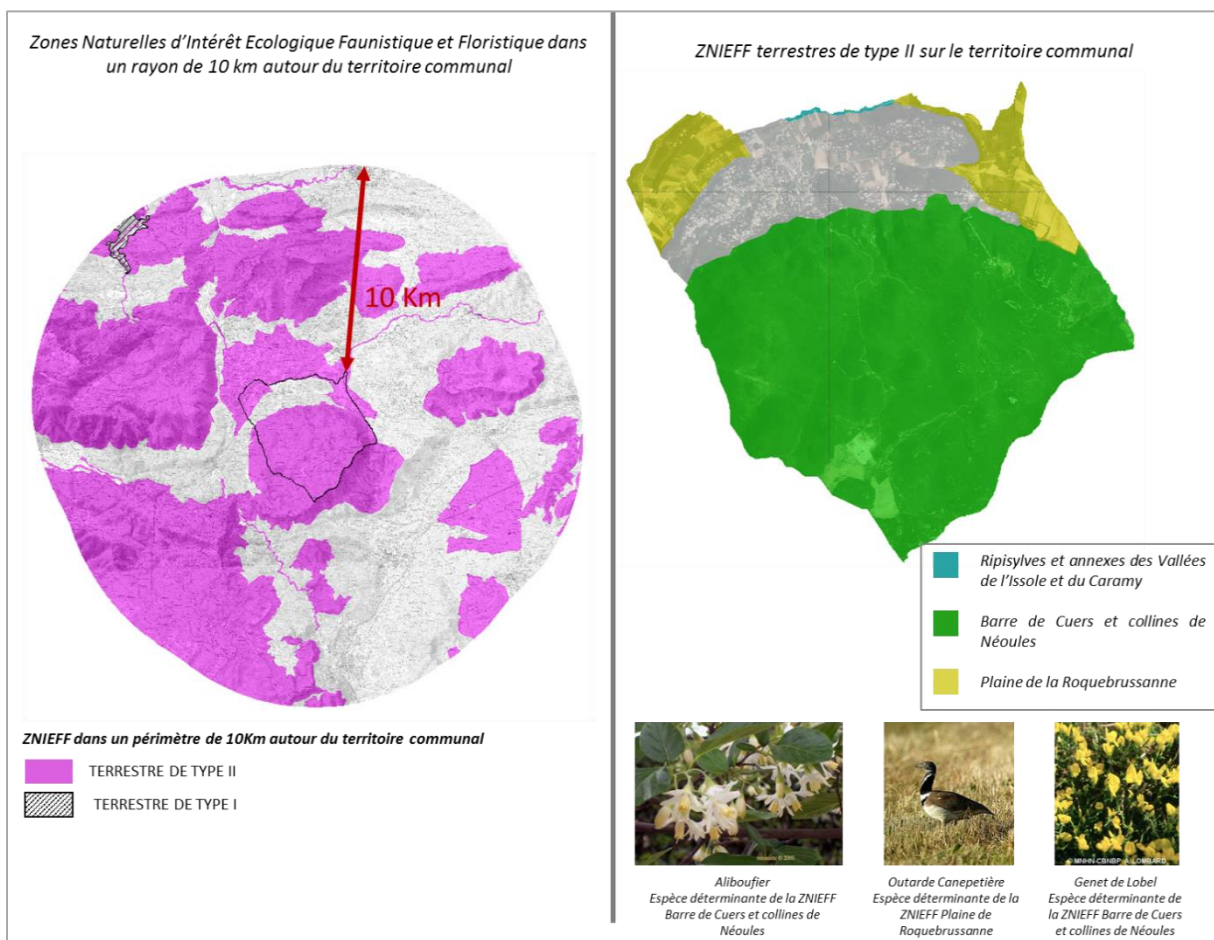 Zones Naturelles d'Intérêt Ecologique Faunistique et Floristique dans
un rayon de 10 km autour du territoire communal
10 Km
ZNIEFF dans un périmètre de 10Km autour du territoire communal
TERRESTRE DE TYPE II
TERRESTRE DE TYPE I
ZNIEFF terrestres de type II sur le territoire communal
Ripisylves et annexes des Vallées
de l'Issole et du Caramy
Barre de Cuers et collines de
Néoules
Plaine de la Roquebrussanne
© MNHN-CBNBP, A.LOMBARD
Aliboufier
Espèce déterminante de la ZNIEFF
Barre de Cuers et collines de
Néoules
Outarde Canepetière
Espèce déterminante de la
ZNIEFF Plaine de
Roquebrussanne
Genet de Lobel
Espèce déterminante de
la ZNIEFF Barre de Cuers
et collines de Néoules